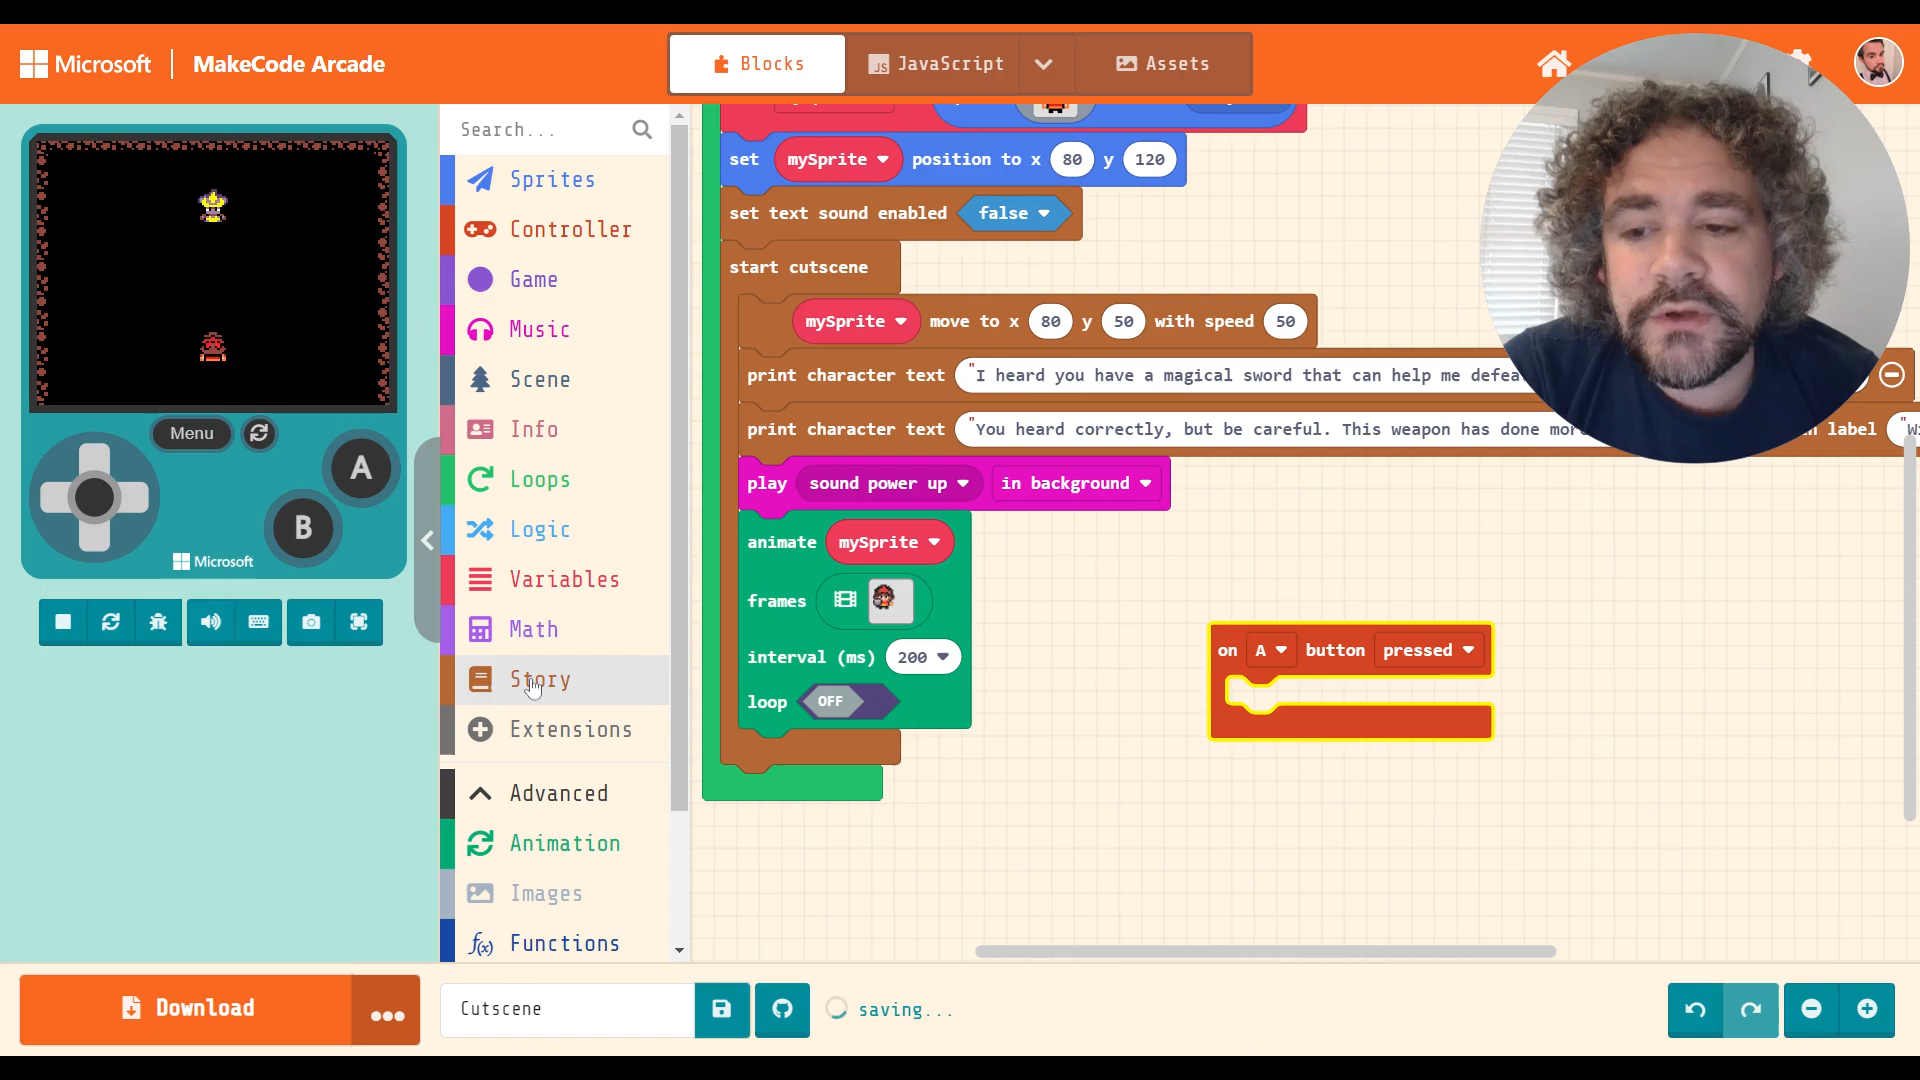 Microsoft
MakeCode Arcade
Blocks
JS JavaScript
Assets
Menu
A
B
Microsoft
Search...
Sprites
Controller
Game
Music
Scene
Info
Loops
Logic
Variables
Math
Story
Extensions
Advanced
Animation
Images
f(x) Functions
set mySprite position to x 80 y 120
set text sound enabled false
start cutscene
mySprite move to x 80 y 50 with speed 50
print character text "I heard you have a magical sword that can help me
print character text "You heard correctly, but be careful. This weapon has done label
play sound power up in background
animate mySprite
frames
interval (ms) 200
loop OFF
on A button pressed
Download
Cutscene
saving...